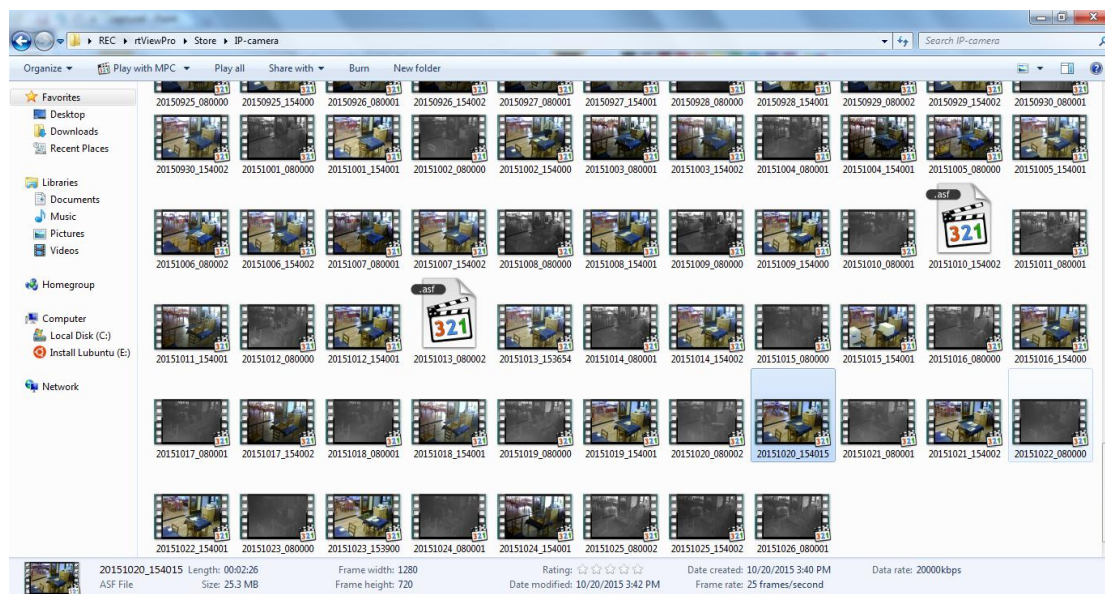 REC ▸ rtViewPro ▸ Store ▸ IP-camera
Search IP-camera
Organize Play with MPC Play all Share with Burn New folder
Favorites
Desktop
Downloads
Recent Places
Libraries
Documents
Music
Pictures
Videos
Homegroup
Computer
Local Disk (C:)
Install Lubuntu (E:)
Network
20150925_080000 20150925_154000 20150926_080001 20150926_154002 20150927_080001 20150927_154001 20150928_080000 20150928_154001 20150929_080002 20150929_154002 20150930_080001
20150930_154002 20151001_080000 20151001_154001 20151002_080000 20151002_154000 20151003_080001 20151003_154002 20151004_080001 20151004_154001 20151005_080001 20151005_154001
.asf
321
20151006_080002 20151006_154002 20151007_080001 20151007_154002 20151008_080000 20151008_154001 20151009_080000 20151009_154000 20151010_080001 20151010_154002 20151011_080001
.asf
321
20151011_154001 20151012_080000 20151012_154001 20151013_080002 20151013_153654 20151014_080001 20151014_154002 20151015_080000 20151015_154001 20151016_080000 20151016_154000
20151017_080001 20151017_154002 20151018_080001 20151018_154001 20151019_080000 20151019_154001 20151020_080002 20151020_154015 20151021_080001 20151021_154002 20151022_080000
20151022_154001 20151023_080000 20151023_153900 20151024_080001 20151024_154001 20151025_080002 20151025_154002 20151026_080001
20151020_154015 Length: 00:02:26 Frame width: 1280 Rating: Date created: 10/20/2015 3:40 PM Data rate: 20000kbps
ASF File Size: 25.3 MB Frame height: 720 Date modified: 10/20/2015 3:42 PM Frame rate: 25 frames/second